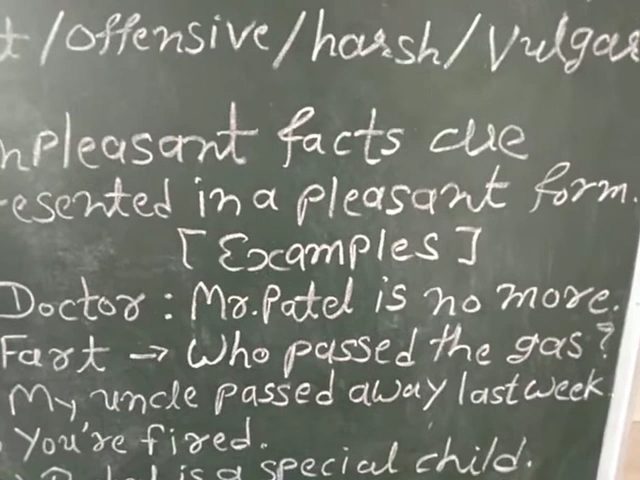 t/offensive/harsh/vulgar
npleasant facts are
esented in a pleasant form.
[Examples]
Doctor : Mr. Patel is no more.
Fart → Who passed the gas?
My uncle passed away last week.
You're fired.
is a special child.